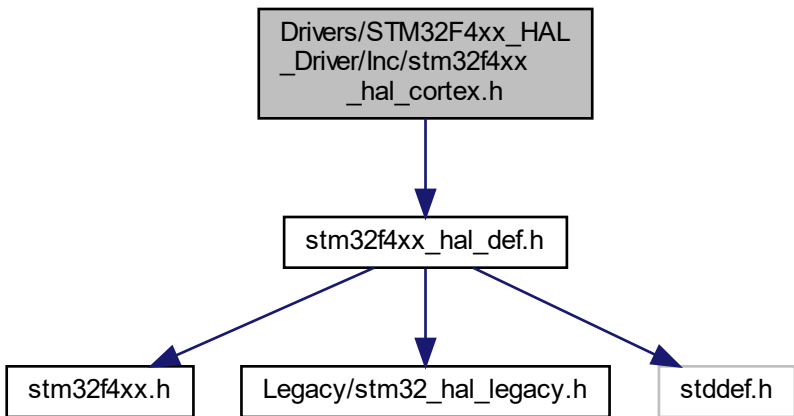 Drivers/STM32F4xx_HAL
_Driver/Inc/stm32f4xx
_hal_cortex.h
stm32f4xx_hal_def.h
stm32f4xx.h
Legacy/stm32_hal_legacy.h
stddef.h